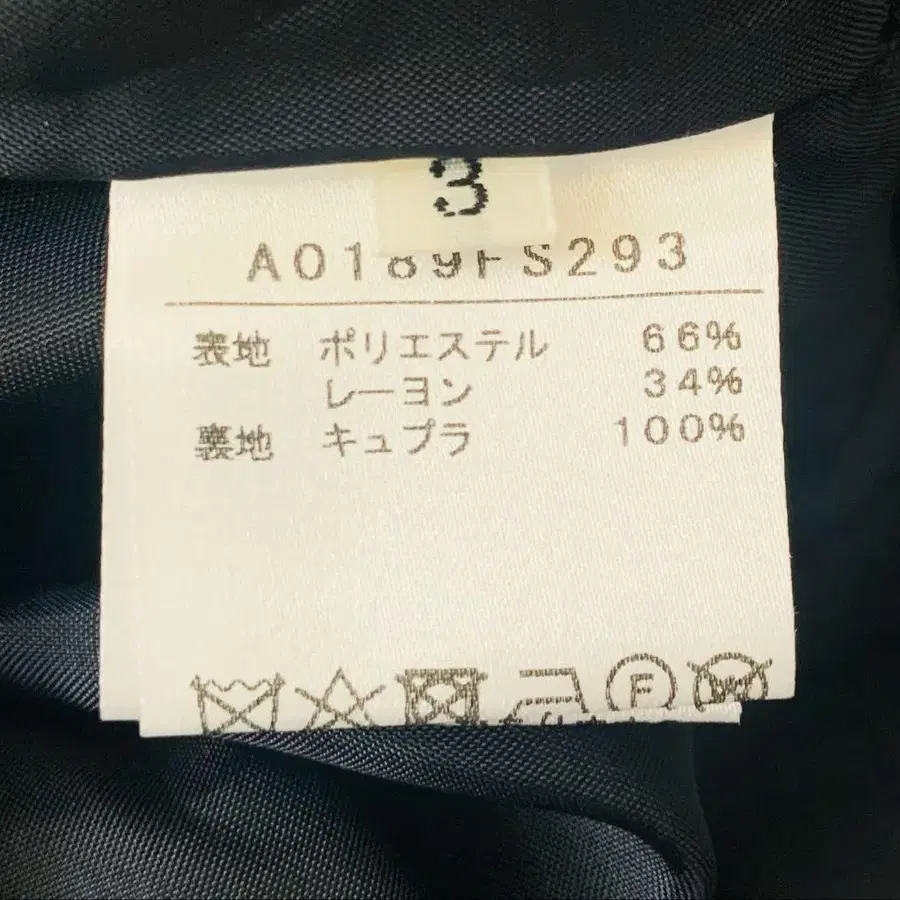 3
A0189FS293
表地 ポリエステル 66%
レーヨン 34%
裏地 キュプラ 100%
F W